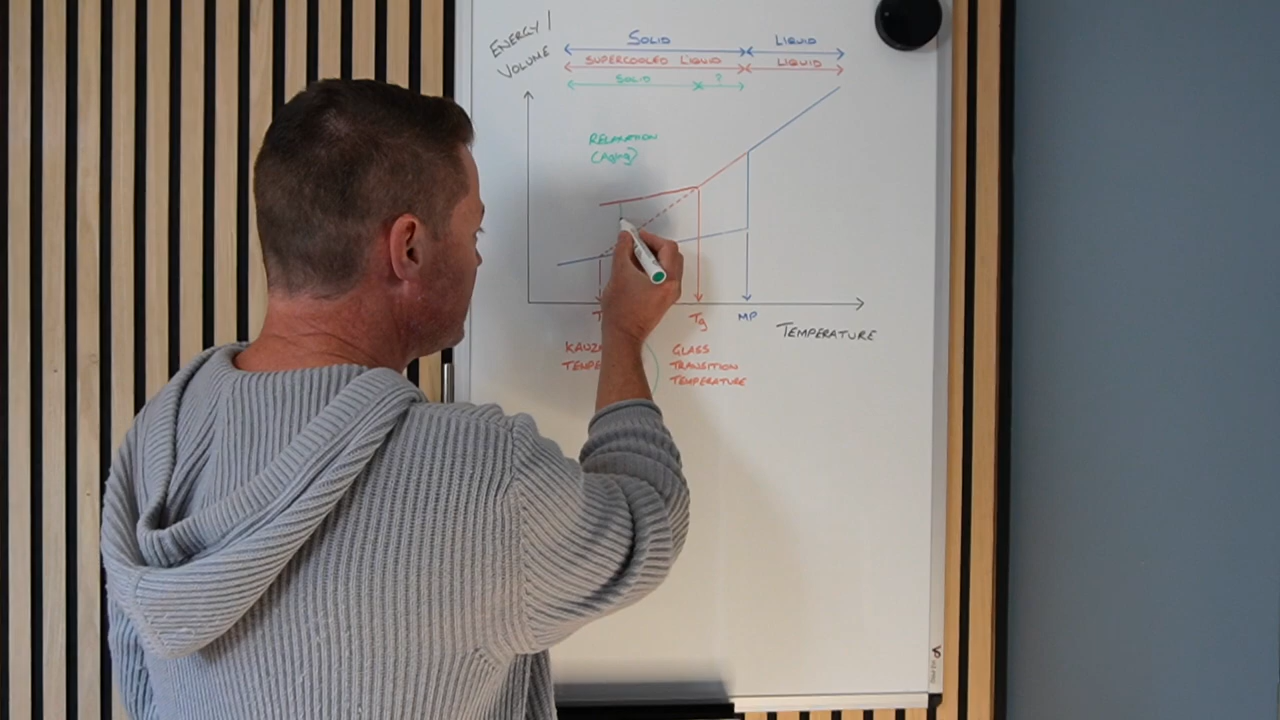 ENERGY/
VOLUME
SOLID LIQUID
SUPERCOOLED LIQUID LIQUID
SOLID ?
RELAXATION
(Aging)
Tg MP
TEMPERATURE
GLASS
TRANSITION
TEMPERATURE